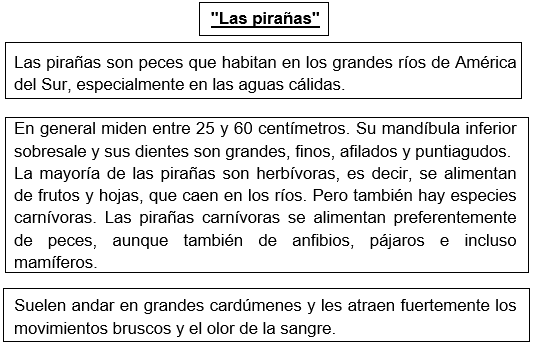 "Las pirañas"
Las pirañas son peces que habitan en los grandes ríos de América
del Sur, especialmente en las aguas cálidas.
En general miden entre 25 y 60 centímetros. Su mandíbula inferior
sobresale y sus dientes son grandes, finos, afilados y puntiagudos.
La mayoría de las pirañas son herbívoras, es decir, se alimentan
de frutos y hojas, que caen en los ríos. Pero también hay especies
carnívoras. Las pirañas carnívoras se alimentan preferentemente
de peces, aunque también de anfibios, pájaros e incluso
mamíferos.
Suelen andar en grandes cardúmenes y les atraen fuertemente los
movimientos bruscos y el olor de la sangre.